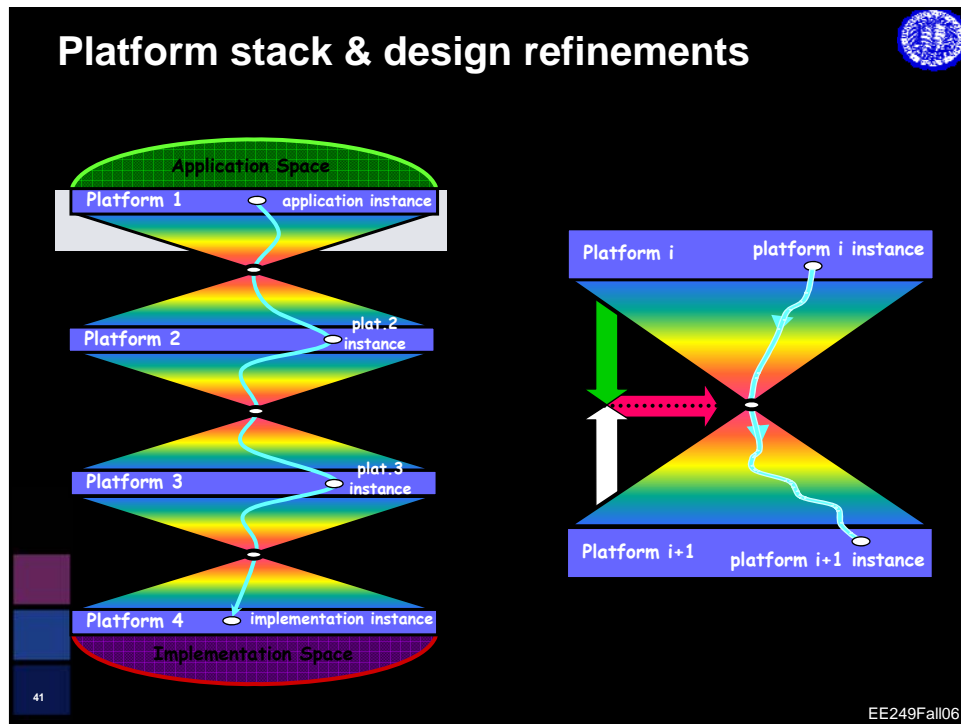 Platform stack & design refinements
Application Space
Platform 1
application instance
plat.2
instance
Platform 2
plat.3
instance
Platform 3
Platform 4
implementation instance
Implementation Space
Platform i
platform i instance
Platform i+1
platform i+1 instance
41
EE249Fall06